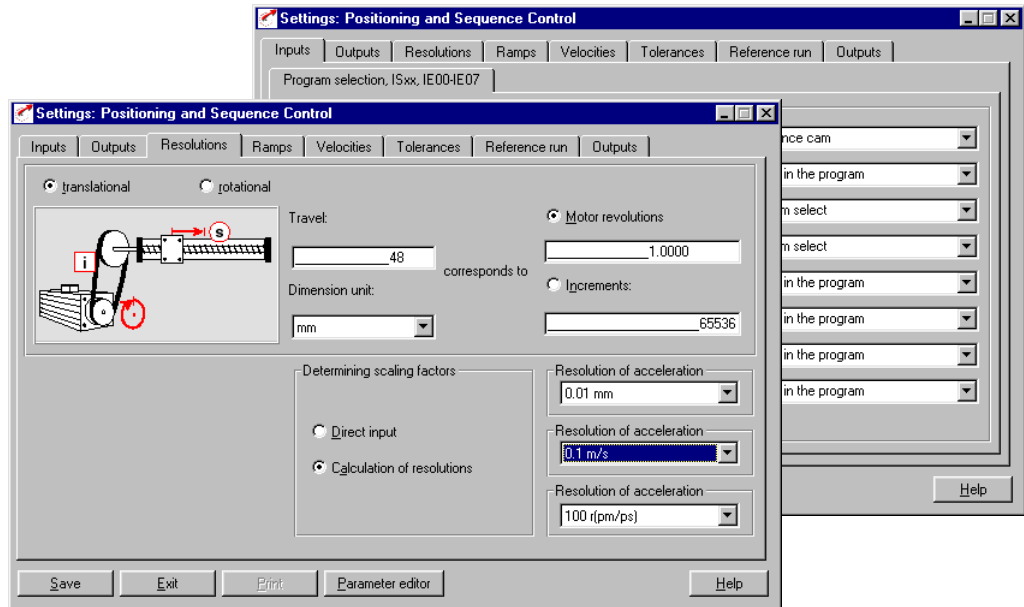 Settings: Positioning and Sequence Control
Inputs Outputs Resolutions Ramps Velocities Tolerances Reference run Outputs
Program selection, ISxx, IE00-IE07
nce cam
in the program
m select
m select
in the program
in the program
in the program
in the program
Help
Settings: Positioning and Sequence Control
Inputs Outputs Resolutions Ramps Velocities Tolerances Reference run Outputs
translational rotational
s
i
Travel:
48
corresponds to
Motor revolutions
1.0000
Dimension unit:
mm
Increments:
65536
Determining scaling factors
Direct input
Calculation of resolutions
Resolution of acceleration
0.01 mm
Resolution of acceleration
0.1 m/s
Resolution of acceleration
100 r(pm/ps)
Save Exit Print Parameter editor Help